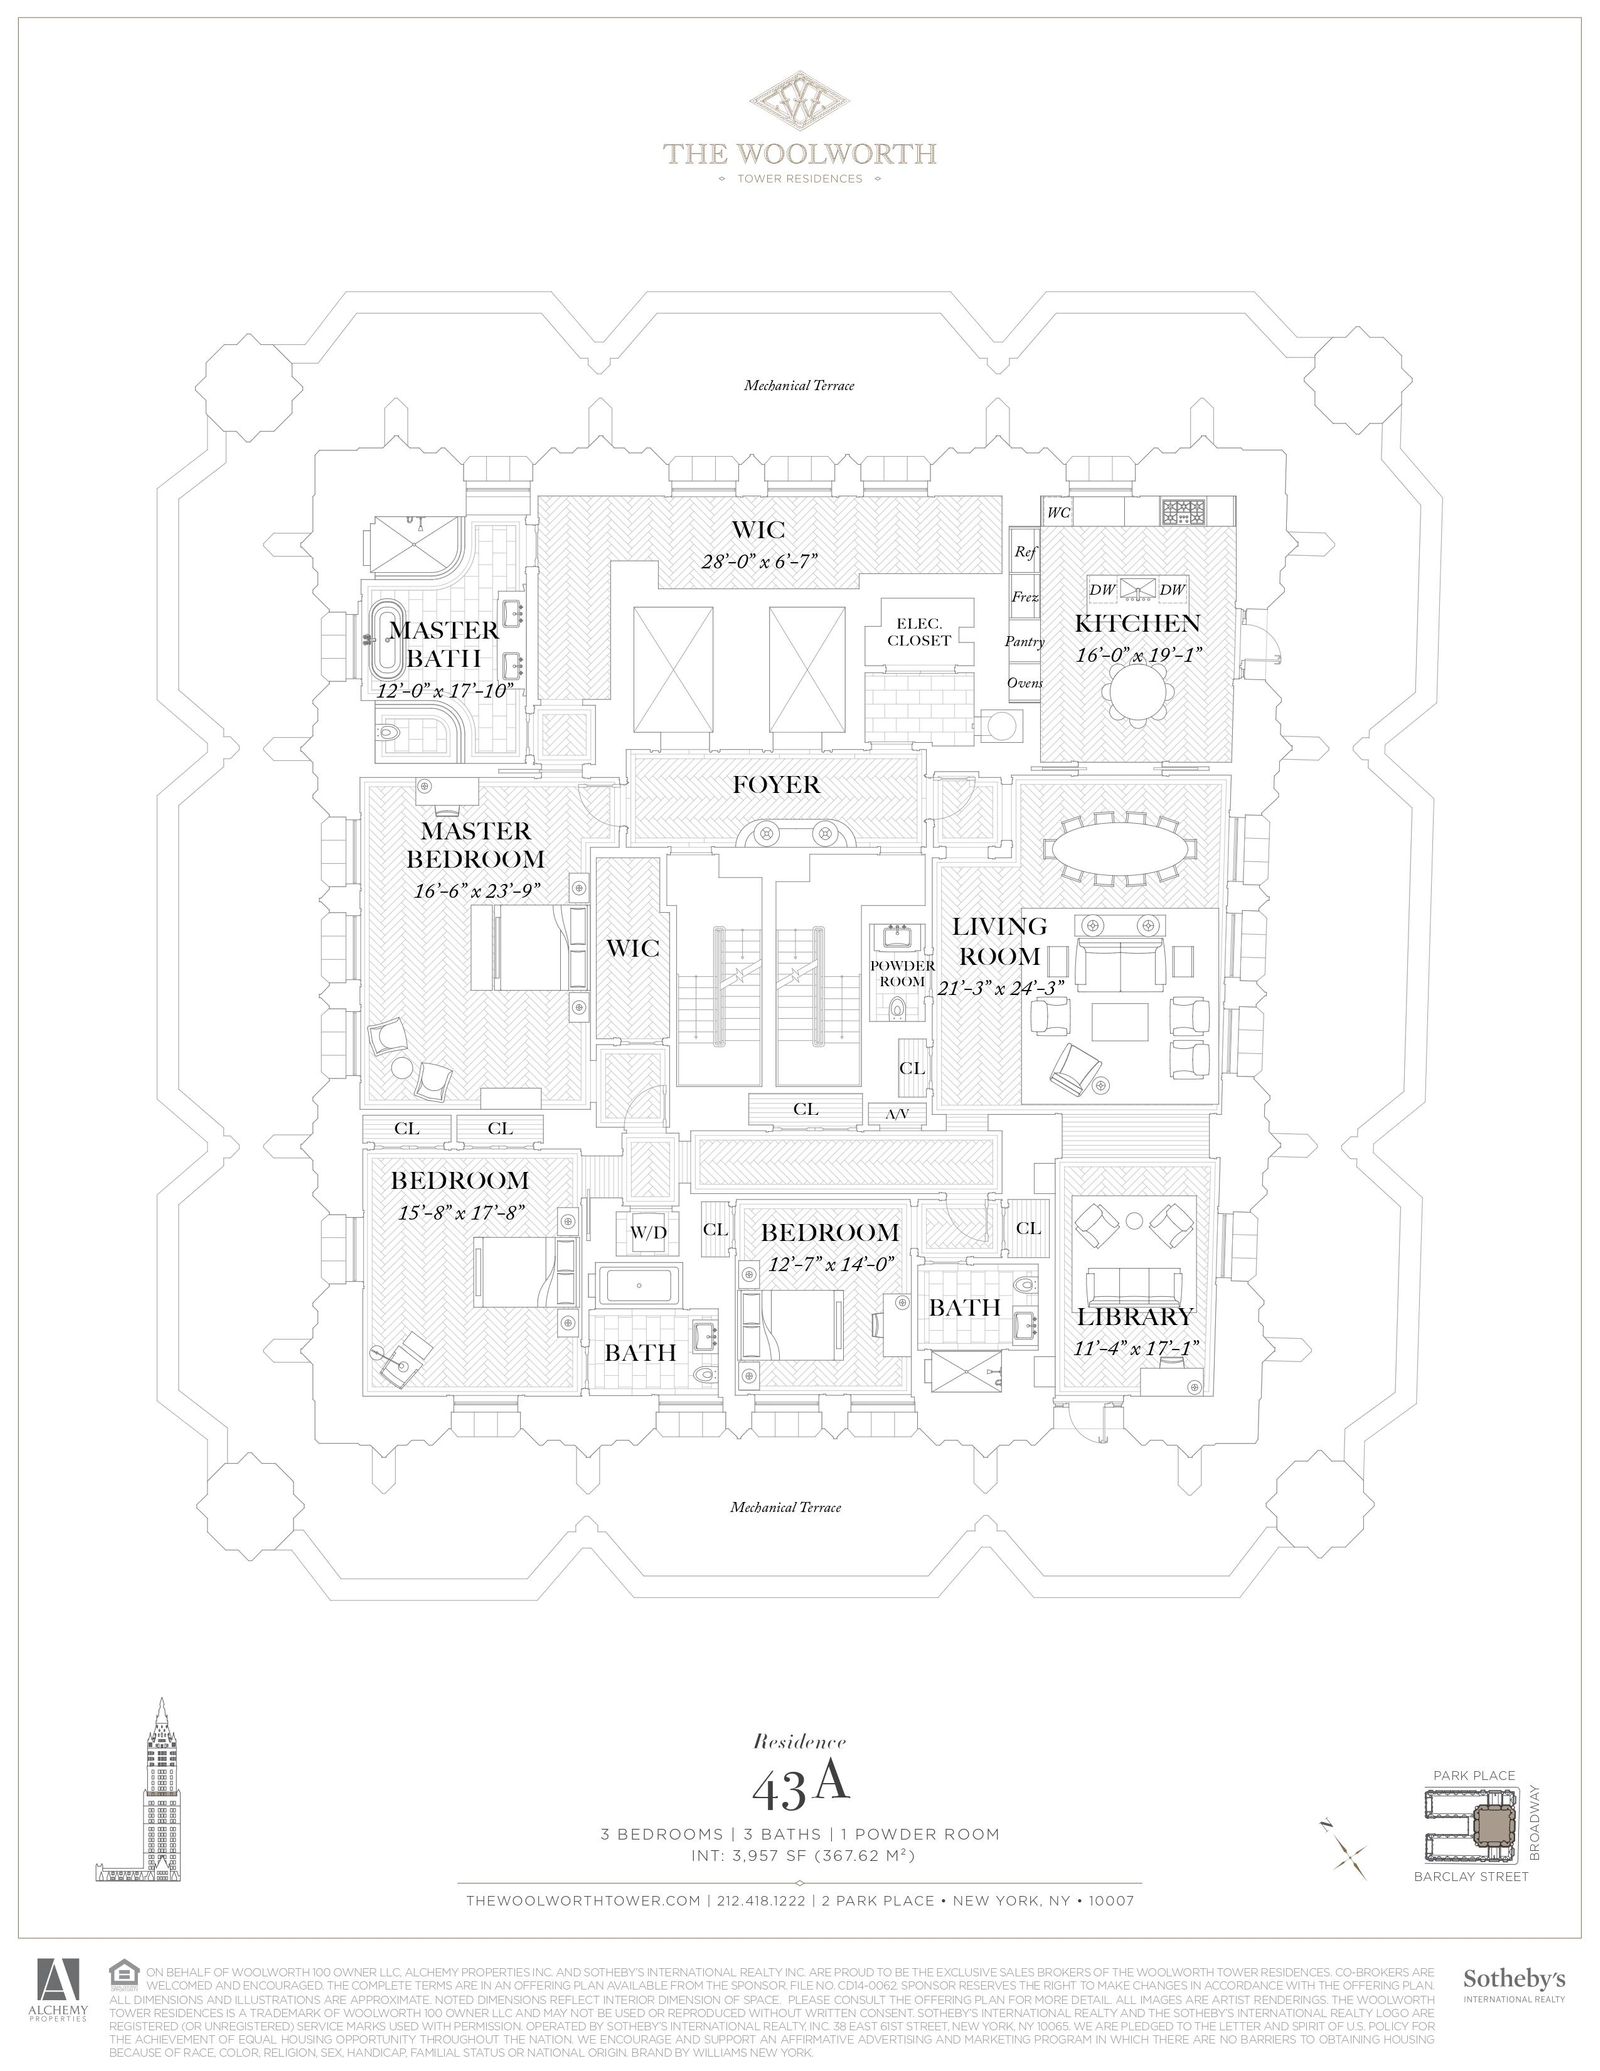 THE WOOLWORTH
TOWER RESIDENCES
Mechanical Terrace
WIC
28’-0” x 6’-7”
WC
Ref
Frez
Pantry
Ovens
DW
DW
KITCHEN
16’-0” x 19’-1”
ELEC.
CLOSET
MASTER
BATH
12’-0” x 17’-10”
FOYER
MASTER
BEDROOM
16’-6” x 23’-9”
WIC
POWDER
ROOM
LIVING
ROOM
21’-3” x 24’-3”
CL
CL
A/V
CL
CL
BEDROOM
15’-8” x 17’-8”
W/D
CL
BEDROOM
12’-7” x 14’-0”
CL
BATH
BATH
LIBRARY
11’-4” x 17’-1”
Mechanical Terrace
Residence
43A
3 BEDROOMS | 3 BATHS | 1 POWDER ROOM
INT: 3,957 SF (367.62 M²)
THEWOOLWORTHTOWER.COM | 212.418.1222 | 2 PARK PLACE • NEW YORK, NY • 10007
N
PARK PLACE
BROADWAY
BARCLAY STREET
ALCHEMY
PROPERTIES
ON BEHALF OF WOOLWORTH 100 OWNER LLC, ALCHEMY PROPERTIES INC. AND SOTHEBY’S INTERNATIONAL REALTY INC. ARE PROUD TO BE THE EXCLUSIVE SALES BROKERS OF THE WOOLWORTH TOWER RESIDENCES. CO-BROKERS ARE
WELCOMED AND ENCOURAGED. THE COMPLETE TERMS ARE IN AN OFFERING PLAN AVAILABLE FROM THE SPONSOR. FILE NO. CD14-0062. SPONSOR RESERVES THE RIGHT TO MAKE CHANGES IN ACCORDANCE WITH THE OFFERING PLAN.
ALL DIMENSIONS AND ILLUSTRATIONS ARE APPROXIMATE. NOTED DIMENSIONS REFLECT INTERIOR DIMENSION OF SPACE. PLEASE CONSULT THE OFFERING PLAN FOR MORE DETAIL. ALL IMAGES ARE ARTIST RENDERINGS. THE WOOLWORTH
TOWER RESIDENCES IS A TRADEMARK OF WOOLWORTH 100 OWNER LLC AND MAY NOT BE USED OR REPRODUCED WITHOUT WRITTEN CONSENT. SOTHEBY’S INTERNATIONAL REALTY AND THE SOTHEBY’S INTERNATIONAL REALTY LOGO ARE
REGISTERED (OR UNREGISTERED) SERVICE MARKS USED WITH PERMISSION. OPERATED BY SOTHEBY’S INTERNATIONAL REALTY, INC. 38 EAST 61ST STREET, NEW YORK, NY 10065. WE ARE PLEDGED TO THE LETTER AND SPIRIT OF U.S. POLICY FOR
THE ACHIEVEMENT OF EQUAL HOUSING OPPORTUNITY THROUGHOUT THE NATION. WE ENCOURAGE AND SUPPORT AN AFFIRMATIVE ADVERTISING AND MARKETING PROGRAM IN WHICH THERE ARE NO BARRIERS TO OBTAINING HOUSING
BECAUSE OF RACE, COLOR, RELIGION, SEX, HANDICAP, FAMILIAL STATUS OR NATIONAL ORIGIN. BRAND BY WILLIAMS NEW YORK.
Sotheby’s
INTERNATIONAL REALTY